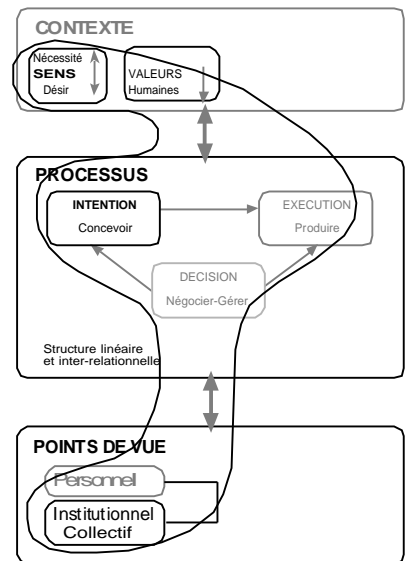 CONTEXTE
Nécessité
SENS
Désir
VALEURS
Humaines
PROCESSUS
INTENTION
Concevoir
EXECUTION
Produire
DECISION
Négocier-Gérer
Structure linéaire
et inter-relationnelle
POINTS DE VUE
Personnel
Institutionnel
Collectif